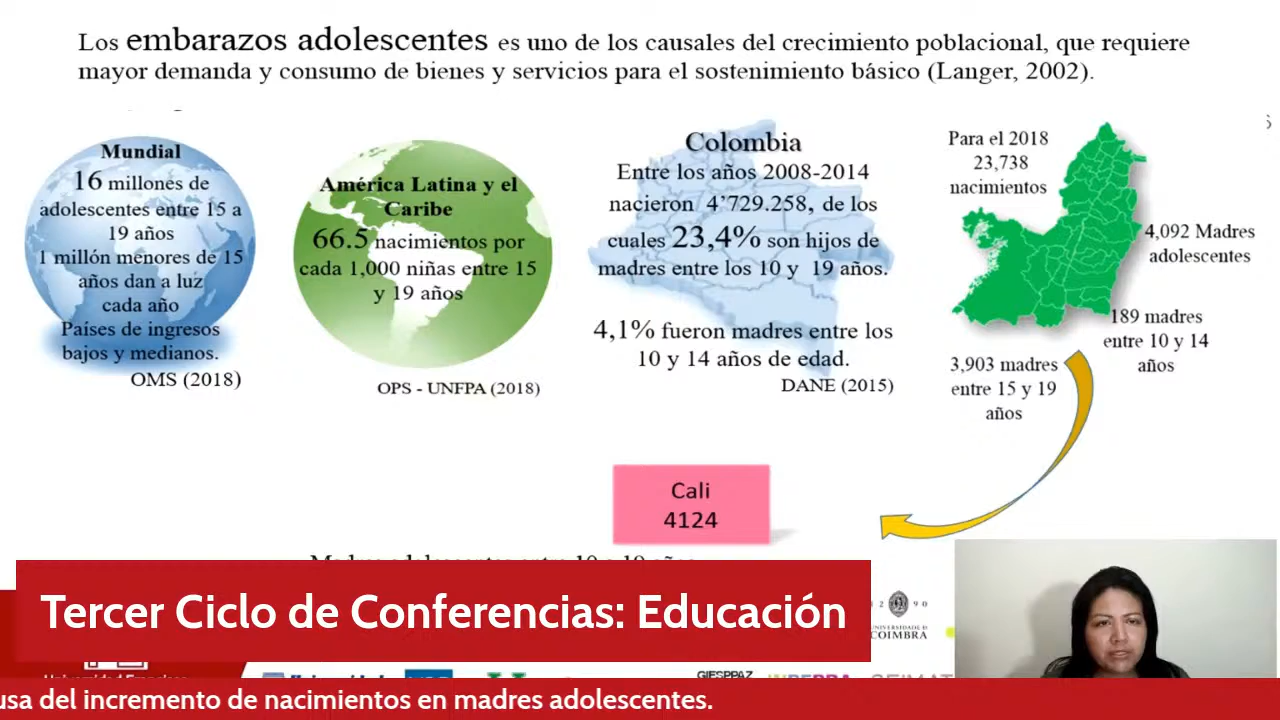 Los embarazos adolescentes es uno de los causales del crecimiento poblacional, que requiere
mayor demanda y consumo de bienes y servicios para el sostenimiento básico (Langer, 2002).
Mundial
16 millones de
adolescentes entre 15 a
19 años
1 millón menores de 15
años dan a luz
cada año
Países de ingresos
bajos y medianos.
OMS (2018)
América Latina y el
Caribe
66.5 nacimientos por
cada 1,000 niñas entre 15
y 19 años
OPS - UNFPA (2018)
Colombia
Entre los años 2008-2014
nacieron 4’729.258, de los
cuales 23,4% son hijos de
madres entre los 10 y 19 años.
4,1% fueron madres entre los
10 y 14 años de edad.
DANE (2015)
Para el 2018
23,738
nacimientos
4,092 Madres
adolescentes
189 madres
entre 10 y 14
años
3,903 madres
entre 15 y 19
años
Cali
4124
Tercer Ciclo de Conferencias: Educación
1 2 9 0
UNIVERSIDADE D
COIMBRA
GIESPPAZ
usa del incremento de nacimientos en madres adolescentes.